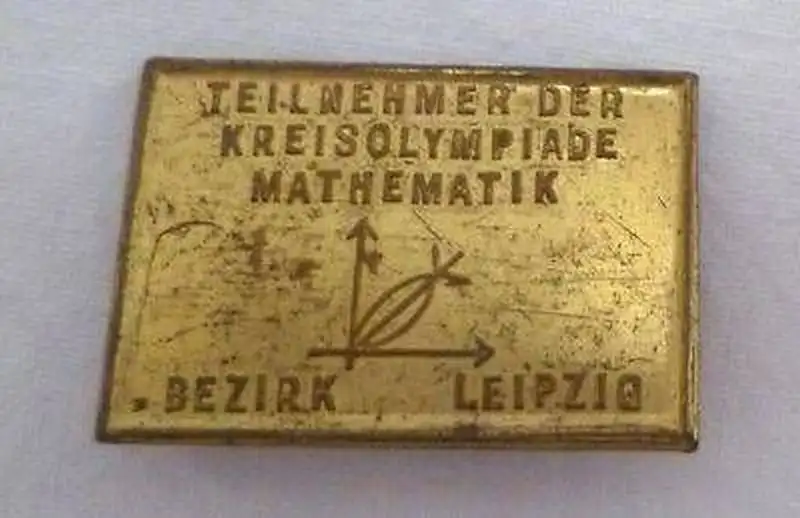 TEILNEHMER DER
KREISOLYMPIADE
MATHEMATIK
BEZIRK LEIPZIG